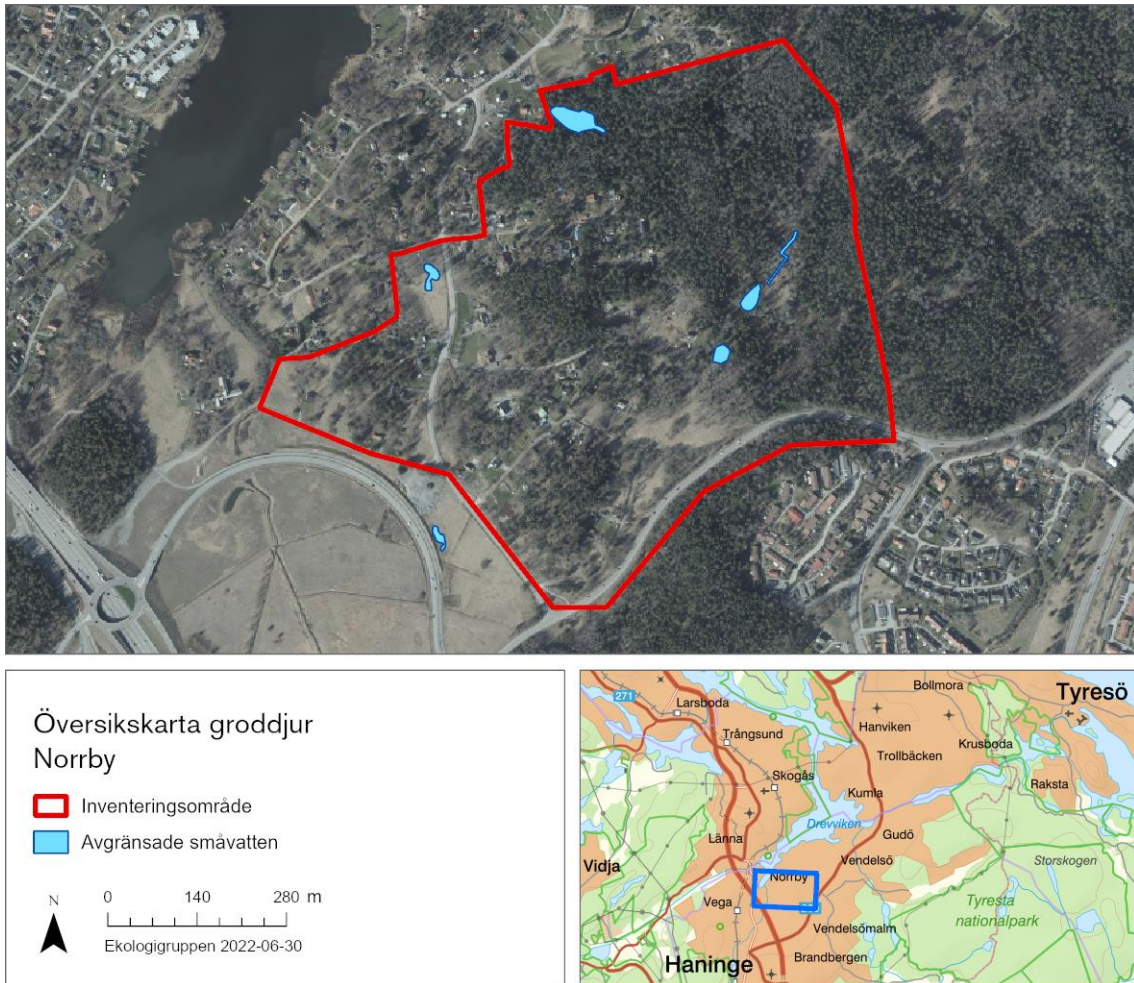 Översikskarta groddjur
Norrby
Inventeringsområde
Avgränsade småvatten
N
0 140 280 m
Ekologigruppen 2022-06-30
271
Larsboda
Trångsund
Skogås
Länna
Vidja
Vega
Haninge
Bollmora
Tyresö
Hanviken
Krusboda
Trollbäcken
Raksta
Kumla
Drevviken
Gudö
Vendelsö
Storskogen
Norrby
Tyresta
nationalpark
Vendelsömalm
Brandbergen